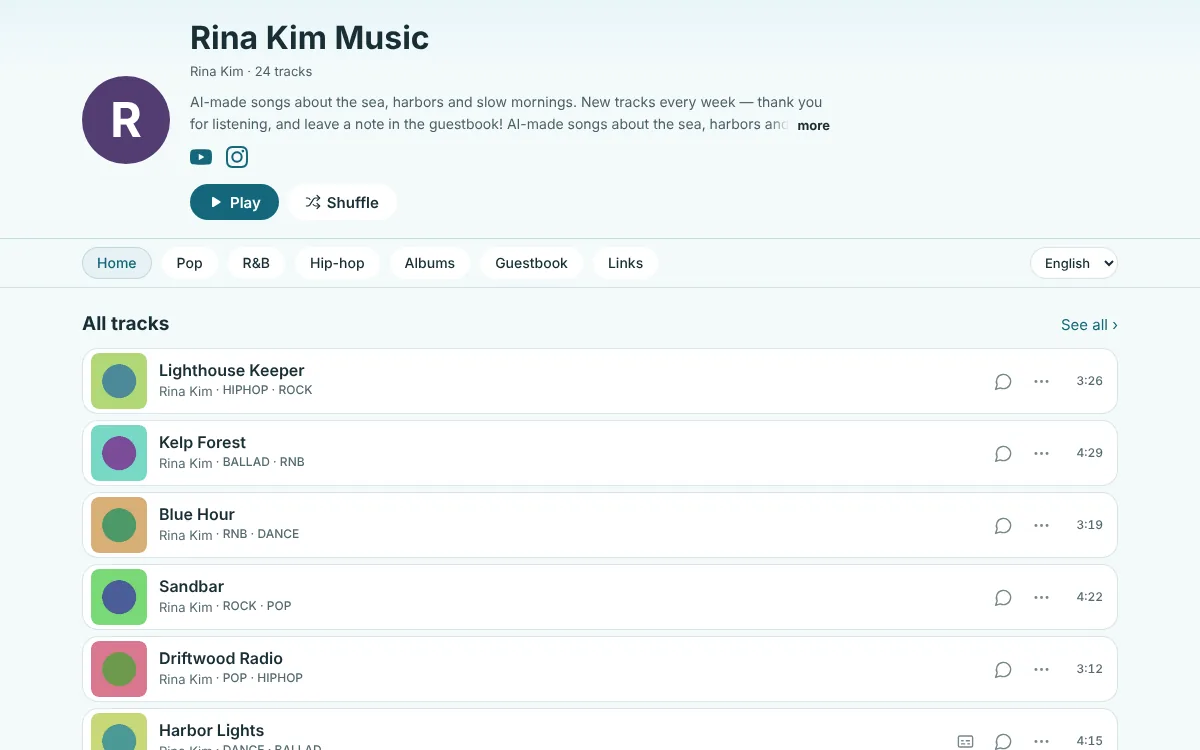 Rina Kim Music
Rina Kim · 24 tracks
R
AI-made songs about the sea, harbors and slow mornings. New tracks every week — thank you
for listening, and leave a note in the guestbook! AI-made songs about the sea, harbors and more
Play
Shuffle
Home
Pop
R&B
Hip-hop
Albums
Guestbook
Links
English
All tracks
See all ›
Lighthouse Keeper
Rina Kim · HIPHOP · ROCK
3:26
Kelp Forest
Rina Kim · BALLAD · RNB
4:29
Blue Hour
Rina Kim · RNB · DANCE
3:19
Sandbar
Rina Kim · ROCK · POP
4:22
Driftwood Radio
Rina Kim · POP · HIPHOP
3:12
Harbor Lights
Rina Kim · DANCE · BALLAD
4:15